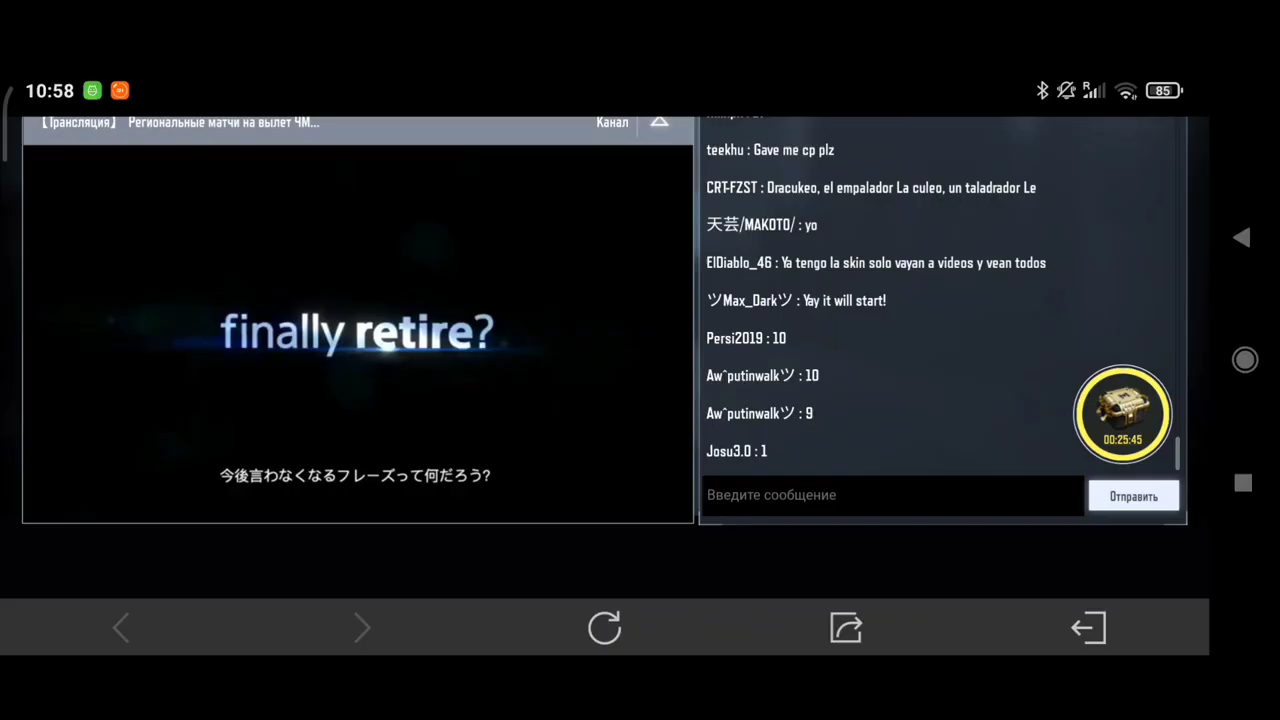 10:58
85
【Трансляция】 Региональные матчи на вылет ЧМ...
Канал
finally retire?
今後言わなくなるフレーズって何だろう?
teekhu : Gave me cp plz
CRT-FZST : Dracukeo, el empalador La culeo, un taladrador Le
天芸/MAKOTO/ : yo
ElDiablo_46 : Ya tengo la skin solo vayan a videos y vean todos
ツMax_Darkツ : Yay it will start!
Persi2019 : 10
Aw^putinwalkツ : 10
Aw^putinwalkツ : 9
Josu3.0 : 1
00:25:45
Введите сообщение
Отправить